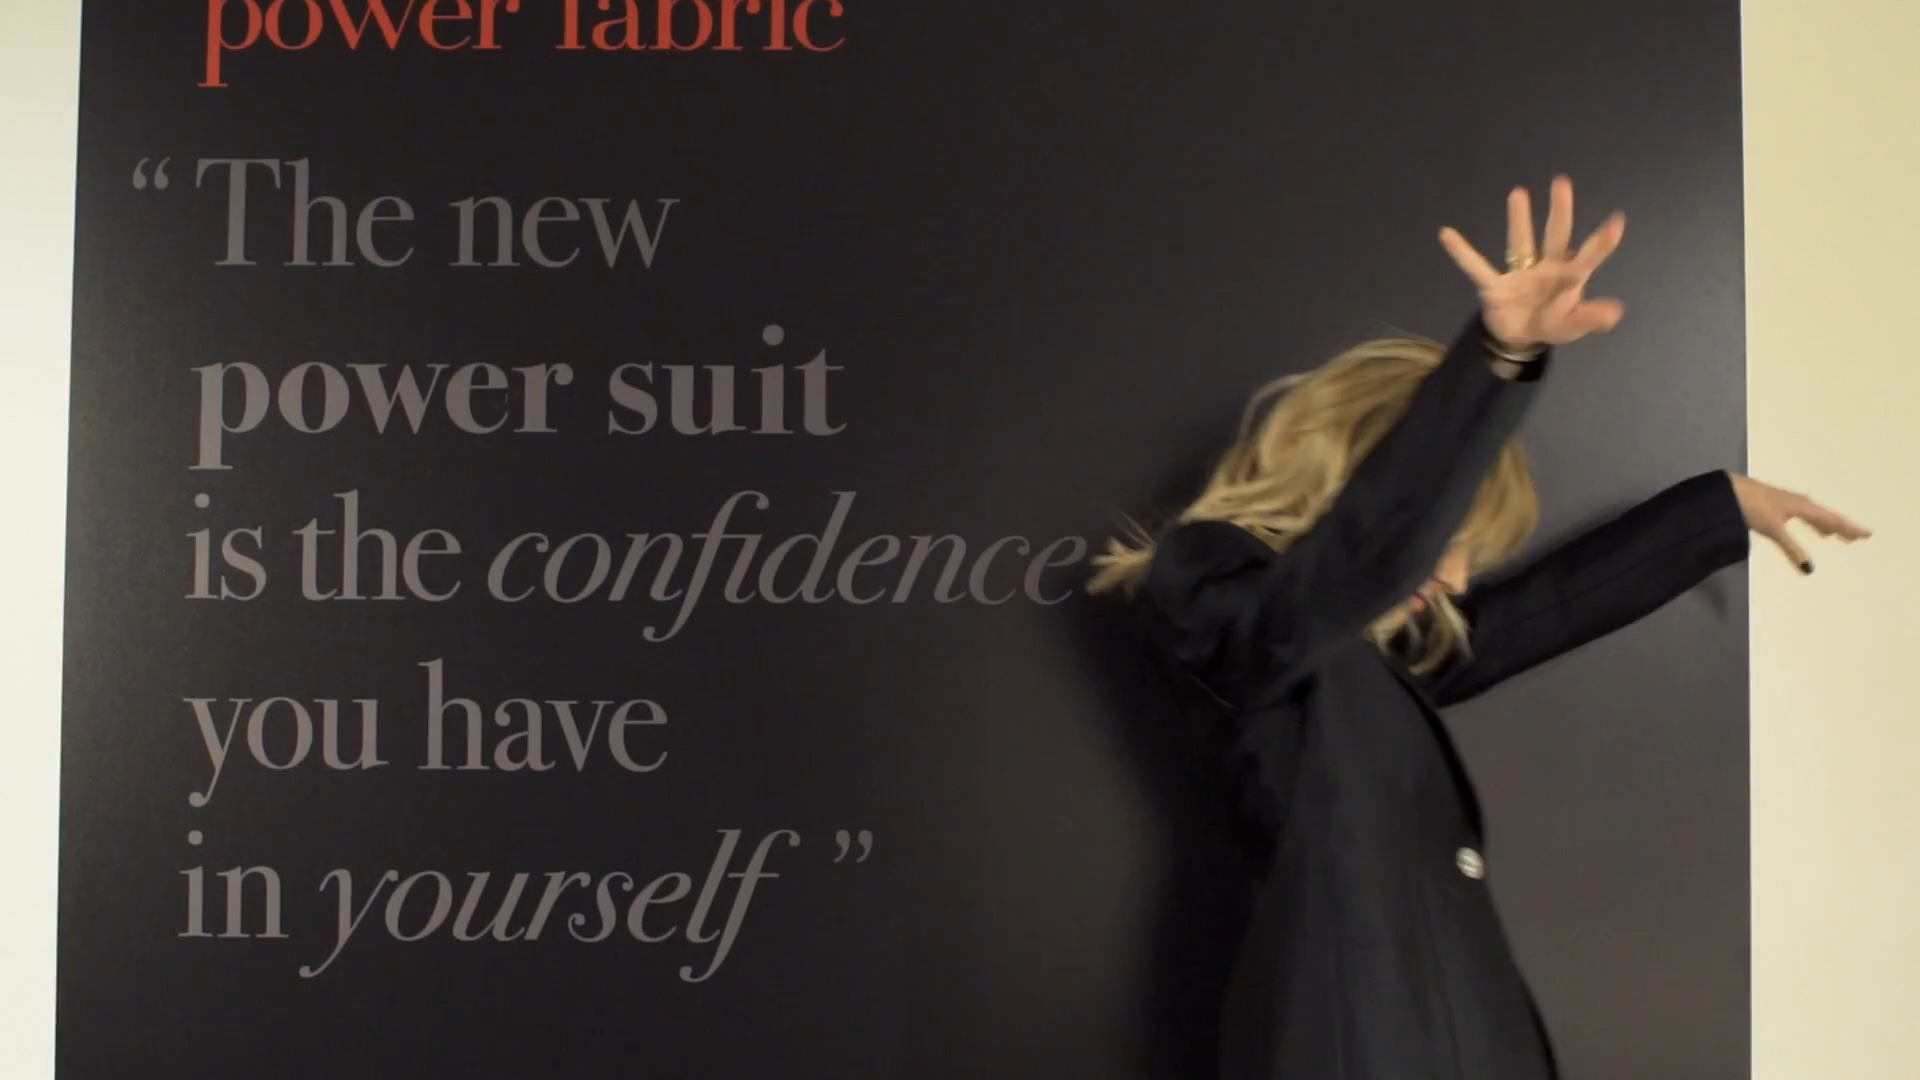 power fabric
“ The new
power suit
is the confidence
you have
in yourself ”